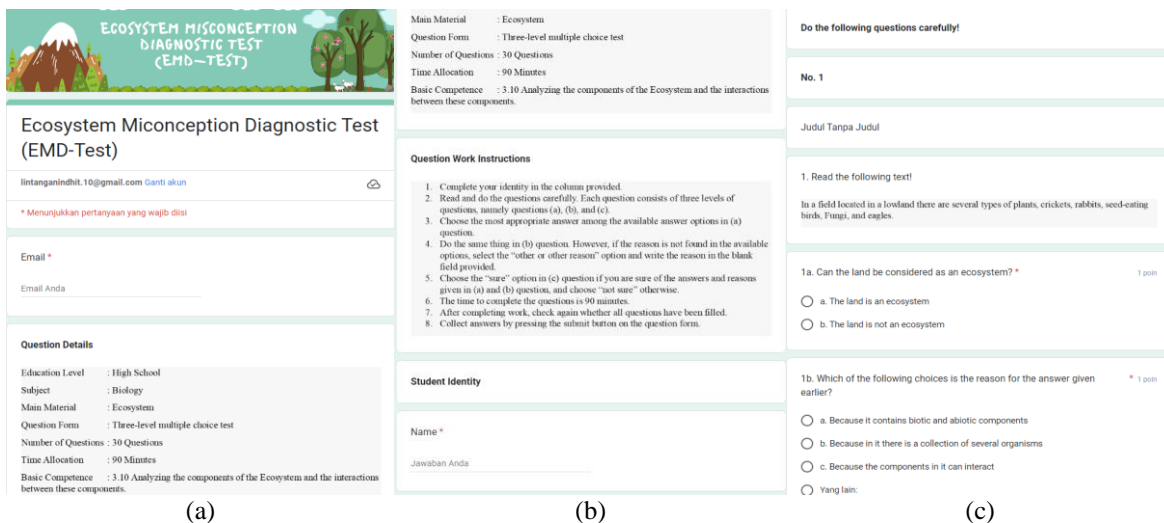 ECOSYSTEM MISCONCEPTION
DIAGNOSTIC TEST
(EMD-TEST)
Ecosystem Miconception Diagnostic Test
(EMD-Test)
lintanganindhit.10@gmail.com Ganti akun
* Menunjukkan pertanyaan yang wajib diisi
Email *
Email Anda
Question Details
Education Level : High School
Subject : Biology
Main Material : Ecosystem
Question Form : Three-level multiple choice test
Number of Questions : 30 Questions
Time Allocation : 90 Minutes
Basic Competence : 3.10 Analyzing the components of the Ecosystem and the interactions
between these components.
(a)
Main Material : Ecosystem
Question Form : Three-level multiple choice test
Number of Questions : 30 Questions
Time Allocation : 90 Minutes
Basic Competence : 3.10 Analyzing the components of the Ecosystem and the interactions
between these components.
Question Work Instructions
1. Complete your identity in the column provided.
2. Read and do the questions carefully. Each question consists of three levels of
questions, namely questions (a), (b), and (c).
3. Choose the most appropriate answer among the available answer options in (a)
question.
4. Do the same thing in (b) question. However, if the reason is not found in the available
options, select the "other or other reason" option and write the reason in the blank
field provided.
5. Choose the "sure" option in (c) question if you are sure of the answers and reasons
given in (a) and (b) question, and choose "not sure" otherwise.
6. The time to complete the questions is 90 minutes.
7. After completing work, check again whether all questions have been filled.
8. Collect answers by pressing the submit button on the question form.
Student Identity
Name *
Jawaban Anda
(b)
Do the following questions carefully!
No. 1
Judul Tanpa Judul
1. Read the following text!
In a field located in a lowland there are several types of plants, crickets, rabbits, seed-eating
birds, Fungi, and eagles.
1a. Can the land be considered as an ecosystem? * 1 poin
a. The land is an ecosystem
b. The land is not an ecosystem
1b. Which of the following choices is the reason for the answer given * 1 poin
earlier?
a. Because it contains biotic and abiotic components
b. Because in it there is a collection of several organisms
c. Because the components in it can interact
Yang lain:
(c)